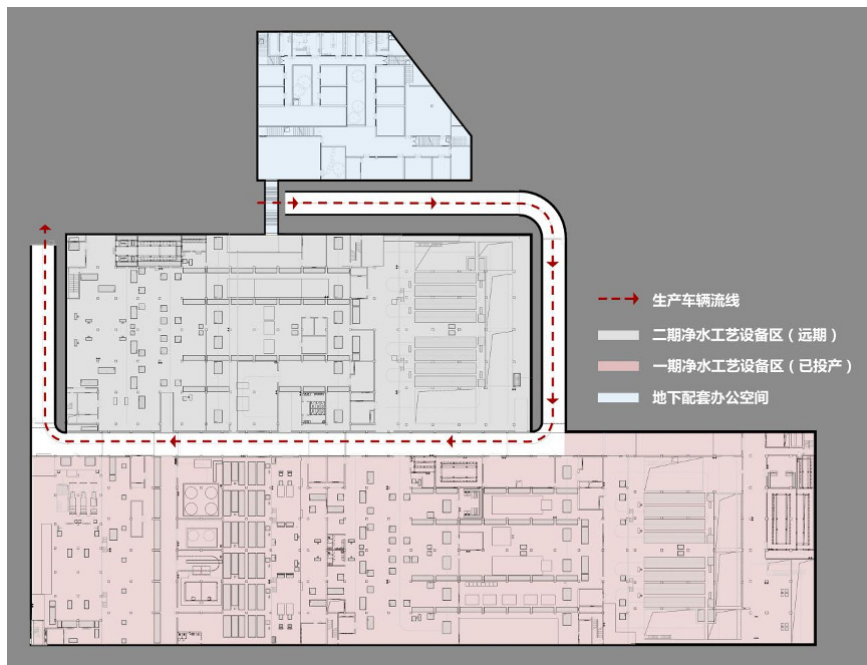 生产车辆流线
二期净水工艺设备区（远期）
一期净水工艺设备区（已投产）
地下配套办公空间